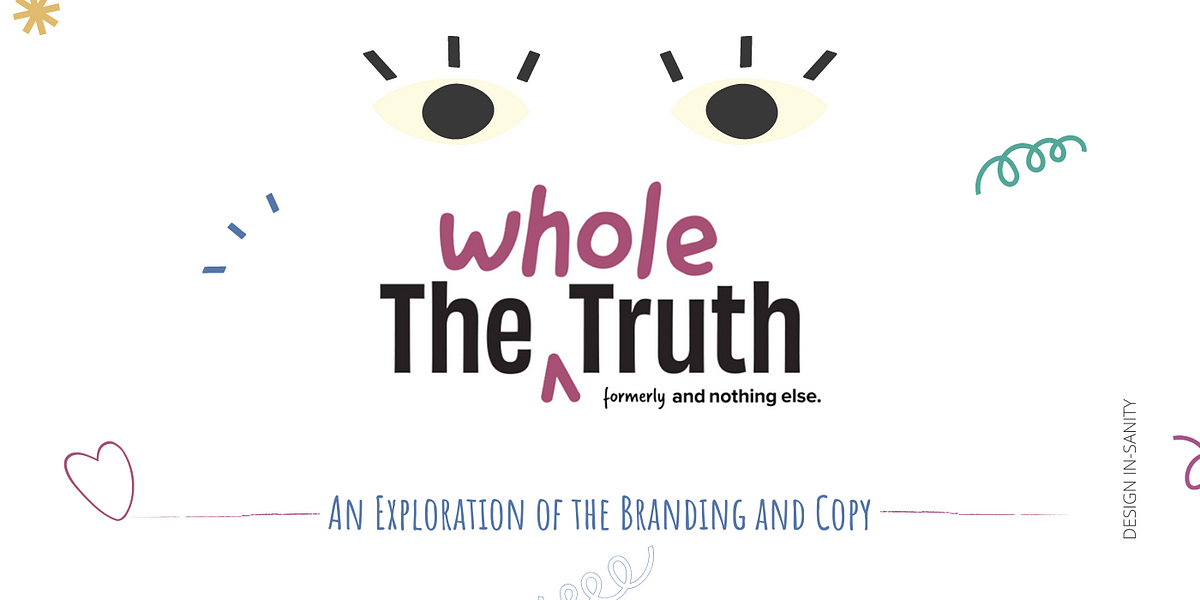 whole
The ^ Truth
formerly and nothing else.
An Exploration of the Branding and Copy
DESIGN IN-SANITY